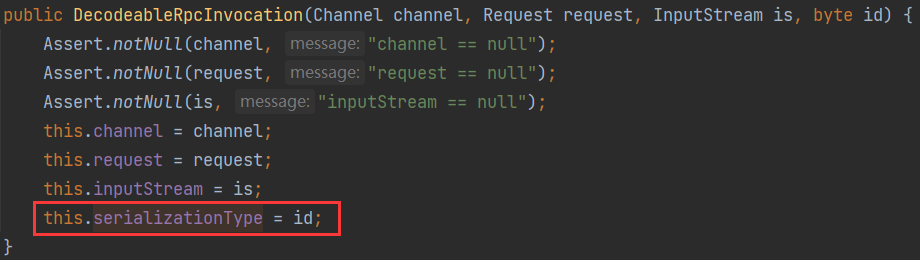 public DecodeableRpcInvocation(Channel channel, Request request, InputStream is, byte id) {
    Assert.notNull(channel, message: "channel == null");
    Assert.notNull(request, message: "request == null");
    Assert.notNull(is, message: "inputStream == null");
    this.channel = channel;
    this.request = request;
    this.inputStream = is;
    this.serializationType = id;
}